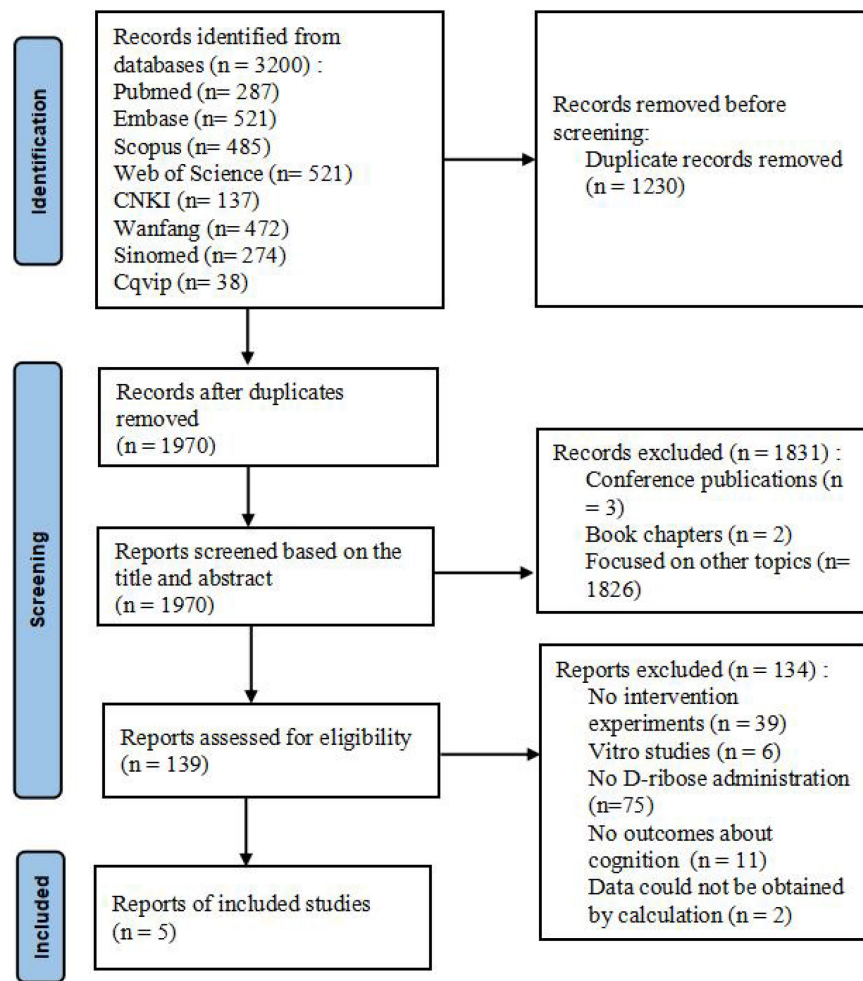 Identification
Records identified from
databases (n = 3200) :
Pubmed (n= 287)
Embase (n= 521)
Scopus (n= 485)
Web of Science (n= 521)
CNKI (n= 137)
Wanfang (n= 472)
Sinomed (n= 274)
Cqvip (n= 38)
Records removed before
screening:
Duplicate records removed
(n = 1230)
Screening
Records after duplicates
removed
(n = 1970)
Reports screened based on the
title and abstract
(n = 1970)
Records excluded (n = 1831) :
Conference publications (n
= 3)
Book chapters (n = 2)
Focused on other topics (n=
1826)
Reports assessed for eligibility
(n = 139)
Reports excluded (n = 134) :
No intervention
experiments (n = 39)
Vitro studies (n = 6)
No D-ribose administration
(n=75)
No outcomes about
cognition (n = 11)
Data could not be obtained
by calculation (n = 2)
Included
Reports of included studies
(n = 5)